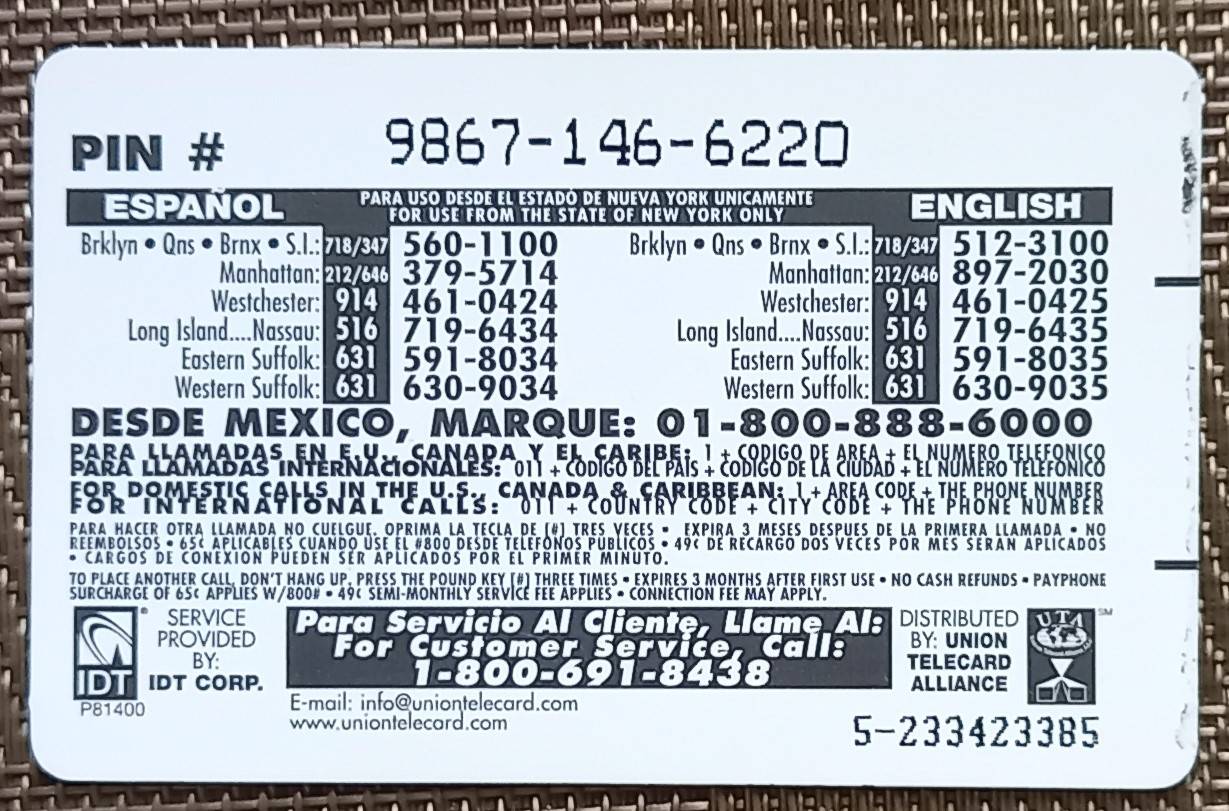 PIN # 9867-146-6220
ESPAÑOL PARA USO DESDE EL ESTADO DE NUEVA YORK UNICAMENTE ENGLISH
FOR USE FROM THE STATE OF NEW YORK ONLY
Brklyn • Qns • Brnx • S.I.: 718/347 560-1100 Brklyn • Qns • Brnx • S.I.: 718/347 512-3100
Manhattan: 212/646 379-5714 Manhattan: 212/646 897-2030
Westchester: 914 461-0424 Westchester: 914 461-0425
Long Island....Nassau: 516 719-6434 Long Island....Nassau: 516 719-6435
Eastern Suffolk: 631 591-8034 Eastern Suffolk: 631 591-8035
Western Suffolk: 631 630-9034 Western Suffolk: 631 630-9035
DESDE MEXICO, MARQUE: 01-800-888-6000
PARA LLAMADAS EN E.U., CANADA Y EL CARIBE: 1 + CODIGO DE AREA + EL NUMERO TELEFONICO
PARA LLAMADAS INTERNACIONALES: 011 + CODIGO DEL PAIS + CODIGO DE LA CIUDAD + EL NUMERO TELEFONICO
FOR DOMESTIC CALLS IN THE U.S., CANADA & CARIBBEAN: 1 + AREA CODE + THE PHONE NUMBER
FOR INTERNATIONAL CALLS: 011 + COUNTRY CODE + CITY CODE + THE PHONE NUMBER
PARA HACER OTRA LLAMADA NO CUELGUE. OPRIMA LA TECLA DE [#] TRES VECES • EXPIRA 3 MESES DESPUES DE LA PRIMERA LLAMADA • NO
REEMBOLSOS • 65¢ APLICABLES CUANDO USE EL #800 DESDE TELEFONOS PUBLICOS • 49¢ DE RECARGO DOS VECES POR MES SERAN APLICADOS
• CARGOS DE CONEXION PUEDEN SER APLICADOS POR EL PRIMER MINUTO.
TO PLACE ANOTHER CALL, DON'T HANG UP, PRESS THE POUND KEY [#] THREE TIMES • EXPIRES 3 MONTHS AFTER FIRST USE • NO CASH REFUNDS • PAYPHONE
SURCHARGE OF 65¢ APPLIES W/800# • 49¢ SEMI-MONTHLY SERVICE FEE APPLIES • CONNECTION FEE MAY APPLY.
IDT®
P81400
SERVICE
PROVIDED
BY:
IDT CORP.
Para Servicio Al Cliente, Llame Al:
For Customer Service, Call:
1-800-691-8438
E-mail: info@uniontelecard.com
www.uniontelecard.com
DISTRIBUTED
BY: UNION
TELECARD
ALLIANCE
UTA SM
5-233423385